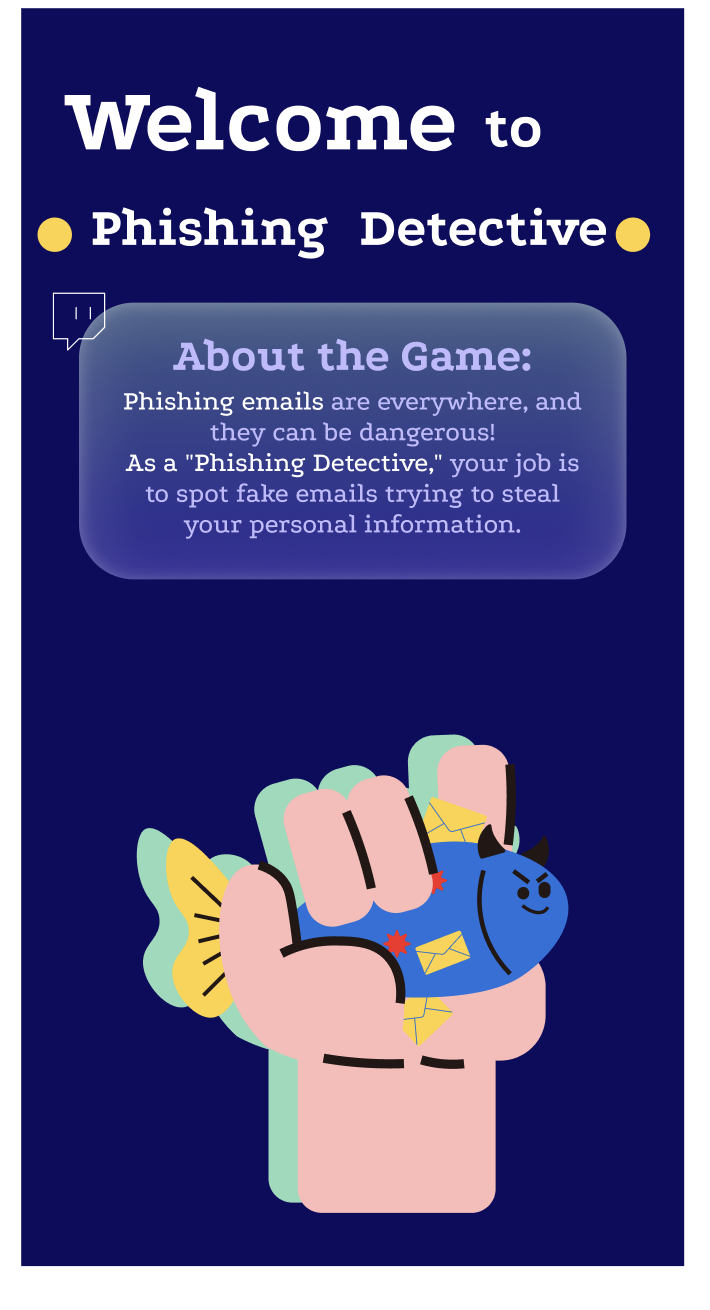 Welcome to
Phishing Detective
About the Game:
Phishing emails are everywhere, and
they can be dangerous!
As a "Phishing Detective," your job is
to spot fake emails trying to steal
your personal information.